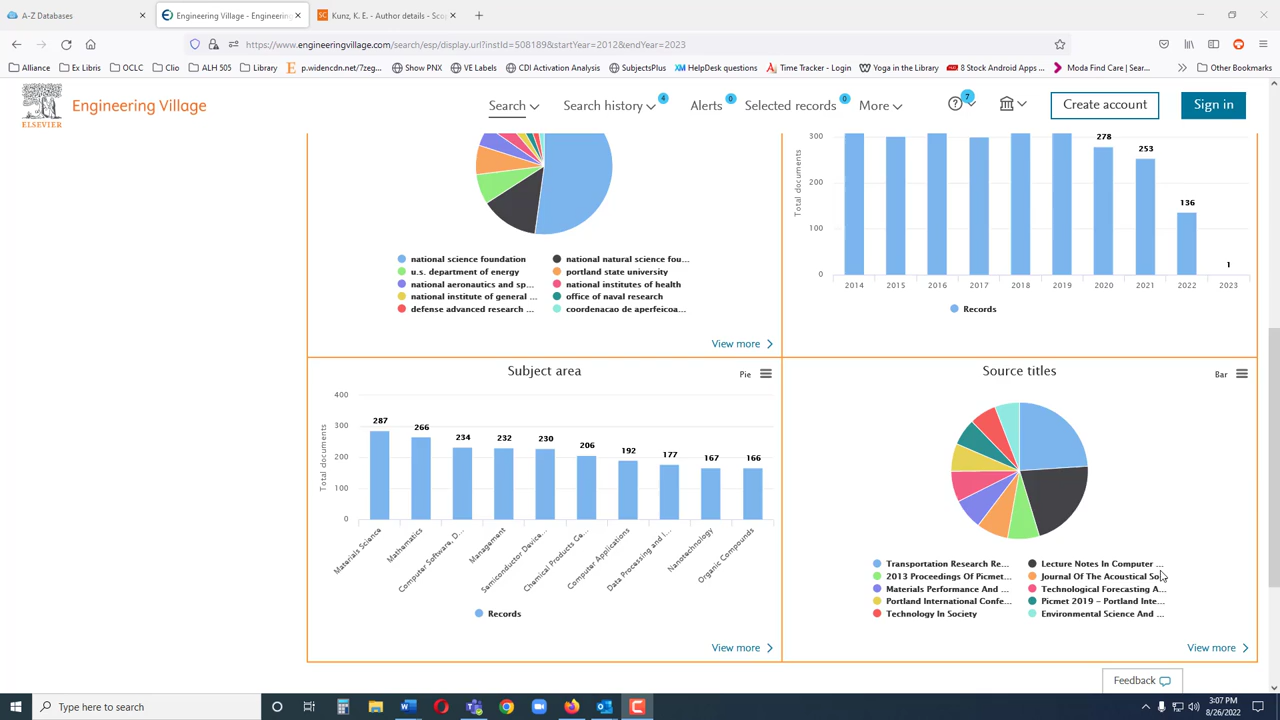 A-Z Databases
Engineering Village - Engineering
Kunz, K. E. - Author details - Sco
https://www.engineeringvillage.com/search/esp/display.url?instId=508189&startYear=2012&endYear=2023
Alliance
Ex Libris
OCLC
Clio
ALH 505
Library
p.widencdn.net/7zeg...
Show PNX
VE Labels
CDI Activation Analysis
SubjectsPlus
HelpDesk questions
Time Tracker - Login
Yoga in the Library
8 Stock Android Apps ...
Moda Find Care | Sear...
Other Bookmarks
ELSEVIER
Engineering Village
Search
Search history
4
Alerts
0
Selected records
0
More
7
Create account
Sign in
national science foundation
national natural science fou...
u.s. department of energy
portland state university
national aeronautics and sp...
national institutes of health
national institute of general ...
office of naval research
defense advanced research ...
coordenacao de aperfeicoa...
View more
Total documents
300
200
100
0
278
253
136
1
2014 2015 2016 2017 2018 2019 2020 2021 2022 2023
Records
Subject area
Pie
Total documents
400
300
200
100
0
287
266
234
232
230
206
192
177
167
166
Materials Science
Mathematics
Computer Software, D...
Management
Semiconductor Device...
Chemical Products Ge...
Computer Applications
Data Processing and I...
Nanotechnology
Organic Compounds
Records
View more
Source titles
Bar
Transportation Research Re...
Lecture Notes In Computer ...
2013 Proceedings Of Picmet...
Journal Of The Acoustical So
Materials Performance And ...
Technological Forecasting A...
Portland International Confe...
Picmet 2019 - Portland Inte...
Technology In Society
Environmental Science And ...
View more
Feedback
Type here to search
3:07 PM
8/26/2022